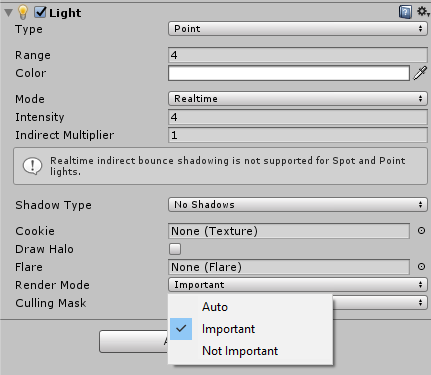 Light
Type Point
Range 4
Color
Mode Realtime
Intensity 4
Indirect Multiplier 1
Realtime indirect bounce shadowing is not supported for Spot and Point
lights.
Shadow Type No Shadows
Cookie None (Texture)
Draw Halo
Flare None (Flare)
Render Mode Important
Culling Mask
Auto
Important
Not Important
A